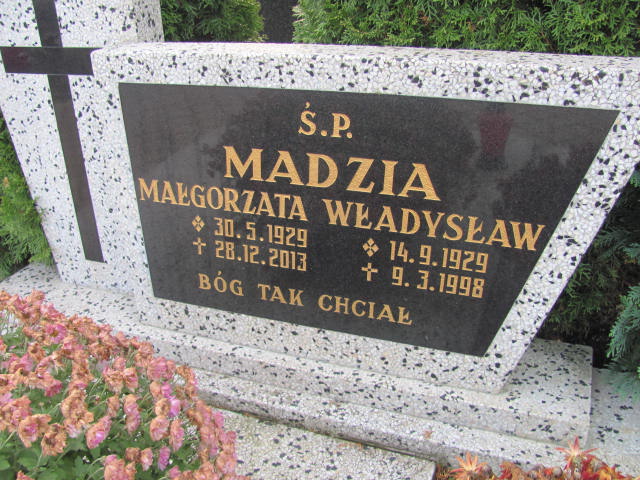 Ś.P.
MADZIA
MAŁGORZATA WŁADYSŁAW
30.5.1929 14.9.1929
28.12.2013 9.3.1998
BÓG TAK CHCIAŁ